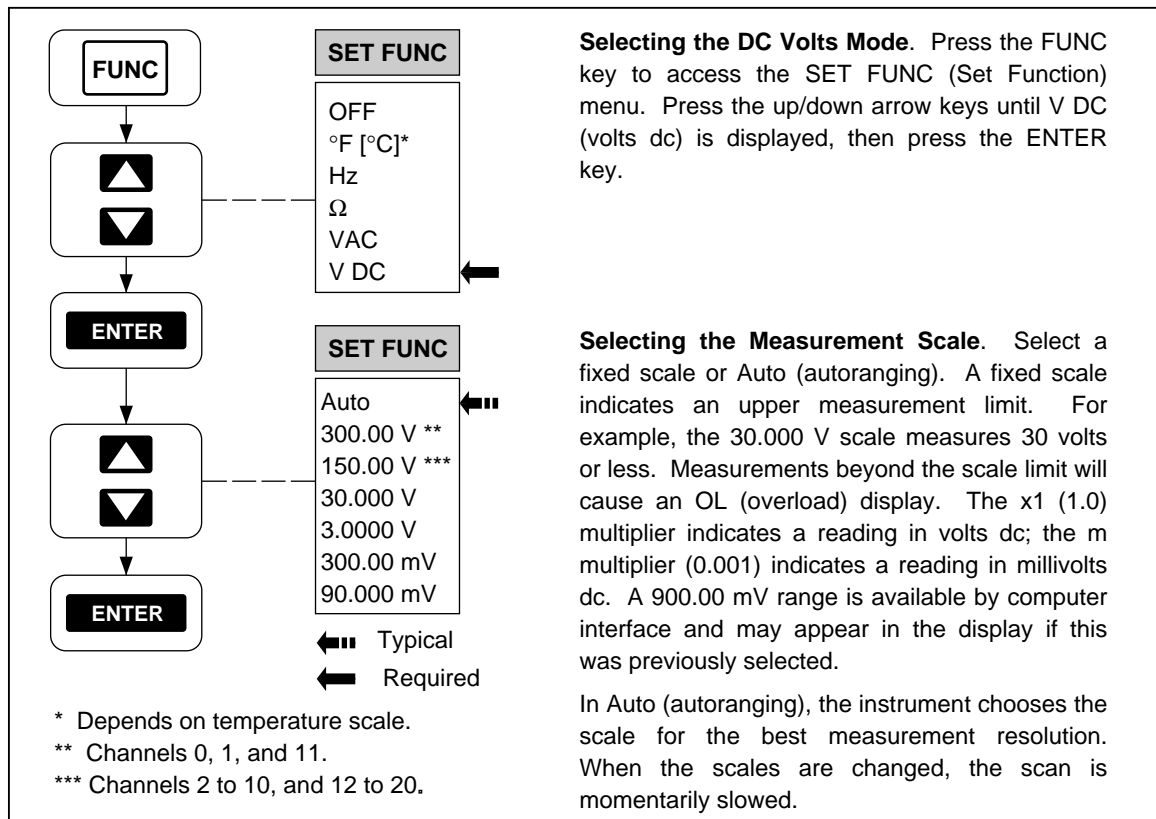 FUNC
ENTER
ENTER
SET FUNC
OFF
°F [°C]*
Hz
Ω
VAC
V DC
SET FUNC
Auto
300.00 V **
150.00 V ***
30.000 V
3.0000 V
300.00 mV
90.000 mV
Typical
Required
* Depends on temperature scale.
** Channels 0, 1, and 11.
*** Channels 2 to 10, and 12 to 20.
Selecting the DC Volts Mode. Press the FUNC
key to access the SET FUNC (Set Function)
menu. Press the up/down arrow keys until V DC
(volts dc) is displayed, then press the ENTER
key.
Selecting the Measurement Scale. Select a
fixed scale or Auto (autoranging). A fixed scale
indicates an upper measurement limit. For
example, the 30.000 V scale measures 30 volts
or less. Measurements beyond the scale limit will
cause an OL (overload) display. The x1 (1.0)
multiplier indicates a reading in volts dc; the m
multiplier (0.001) indicates a reading in millivolts
dc. A 900.00 mV range is available by computer
interface and may appear in the display if this
was previously selected.
In Auto (autoranging), the instrument chooses the
scale for the best measurement resolution.
When the scales are changed, the scan is
momentarily slowed.